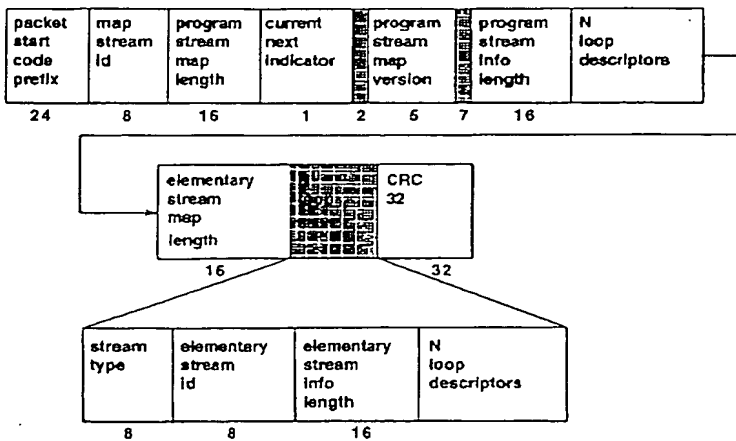 packet start code prefix
map stream id
program stream map length
current next indicator
program stream map version
program stream info length
N loop descriptors
24 8 16 1 2 5 7 16
elementary stream map length
CRC 32
16 32
stream type
elementary stream id
elementary stream info length
N loop descriptors
8 8 16